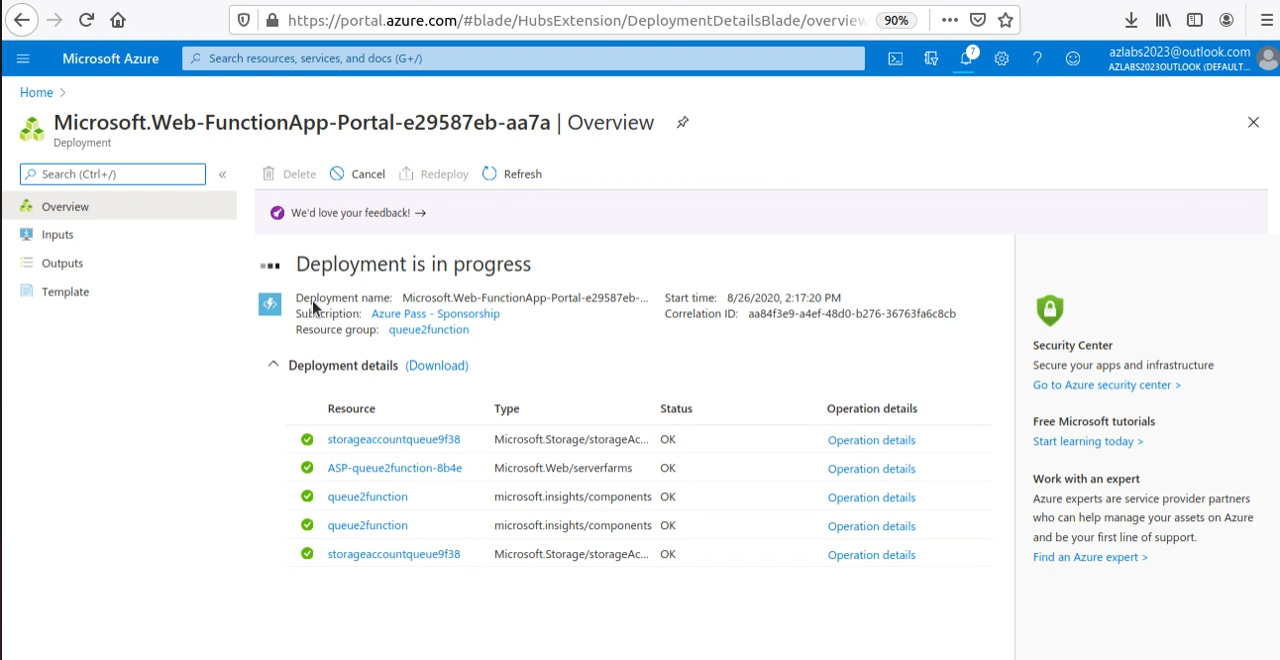 https://portal.azure.com/#blade/HubsExtension/DeploymentDetailsBlade/overview
90%
Microsoft Azure
Search resources, services, and docs (G+/)
7
azlabs2023@outlook.com
AZLABS2023OUTLOOK (DEFAULT...
Home >
Microsoft.Web-FunctionApp-Portal-e29587eb-aa7a | Overview
Deployment
Search (Ctrl+/)
«
Delete
Cancel
Redeploy
Refresh
Overview
Inputs
Outputs
Template
We'd love your feedback! →
Deployment is in progress
Deployment name: Microsoft.Web-FunctionApp-Portal-e29587eb-...
Start time: 8/26/2020, 2:17:20 PM
Subscription: Azure Pass - Sponsorship
Correlation ID: aa84f3e9-a4ef-48d0-b276-36763fa6c8cb
Resource group: queue2function
Deployment details (Download)
Resource Type Status Operation details
storageaccountqueue9f38 Microsoft.Storage/storageAc... OK Operation details
ASP-queue2function-8b4e Microsoft.Web/serverfarms OK Operation details
queue2function microsoft.insights/components OK Operation details
queue2function microsoft.insights/components OK Operation details
storageaccountqueue9f38 Microsoft.Storage/storageAc... OK Operation details
Security Center
Secure your apps and infrastructure
Go to Azure security center >
Free Microsoft tutorials
Start learning today >
Work with an expert
Azure experts are service provider partners
who can help manage your assets on Azure
and be your first line of support.
Find an Azure expert >